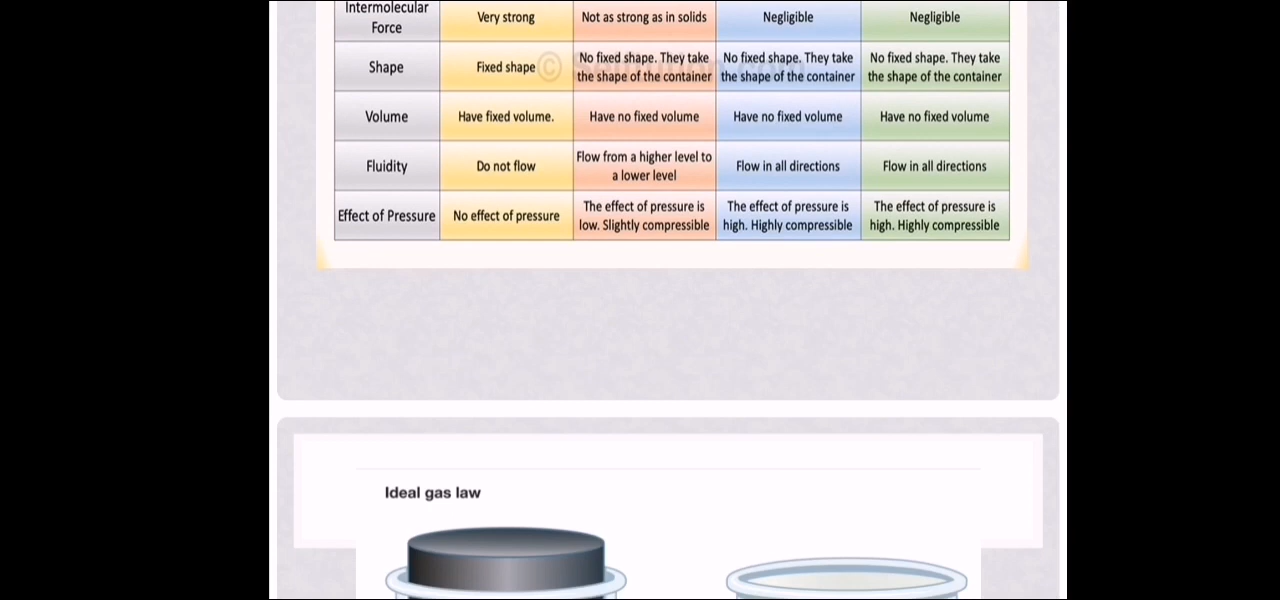 Intermolecular
Force
Very strong
Not as strong as in solids
Negligible
Negligible
Shape
Fixed shape
No fixed shape. They take
the shape of the container
No fixed shape. They take
the shape of the container
No fixed shape. They take
the shape of the container
Volume
Have fixed volume.
Have no fixed volume
Have no fixed volume
Have no fixed volume
Fluidity
Do not flow
Flow from a higher level to
a lower level
Flow in all directions
Flow in all directions
Effect of Pressure
No effect of pressure
The effect of pressure is
low. Slightly compressible
The effect of pressure is
high. Highly compressible
The effect of pressure is
high. Highly compressible
Ideal gas law